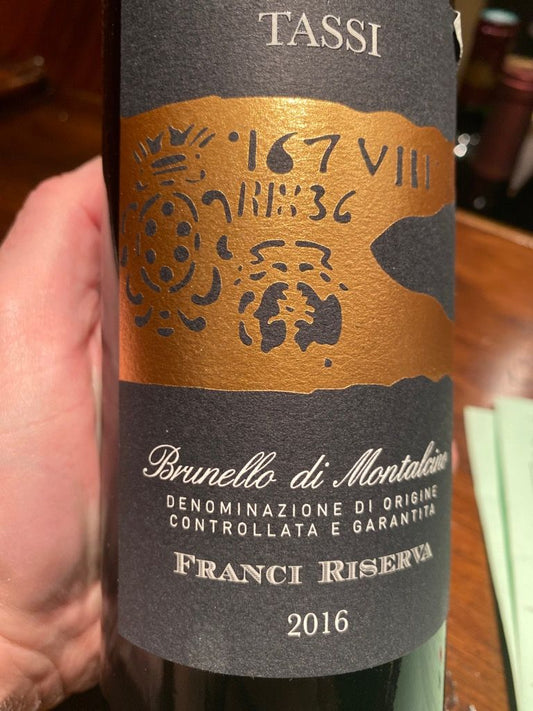 TASSI
167 VIII
Brunello di Montalcino
DENOMINAZIONE DI ORIGINE
CONTROLLATA E GARANTITA
FRANCI RISERVA
2016